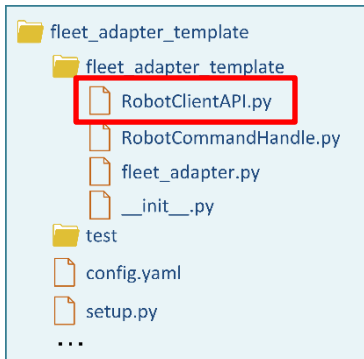 fleet_adapter_template
fleet_adapter_template
RobotClientAPI.py
RobotCommandHandle.py
fleet_adapter.py
__init__.py
test
config.yaml
setup.py
...